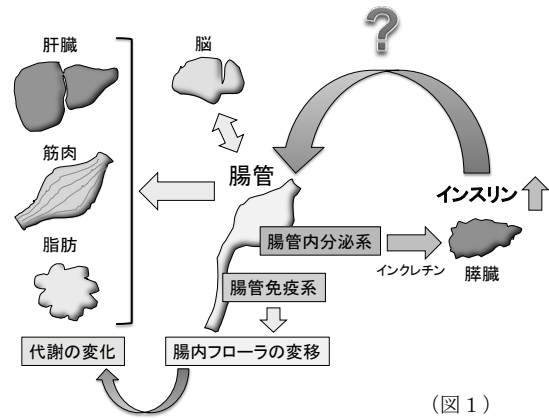 ?
肝臓
脳
筋肉
腸管
インスリン
脂肪
腸管内分泌系
インクレチン
膵臓
腸管免疫系
代謝の変化
腸内フローラの変移
（図１）